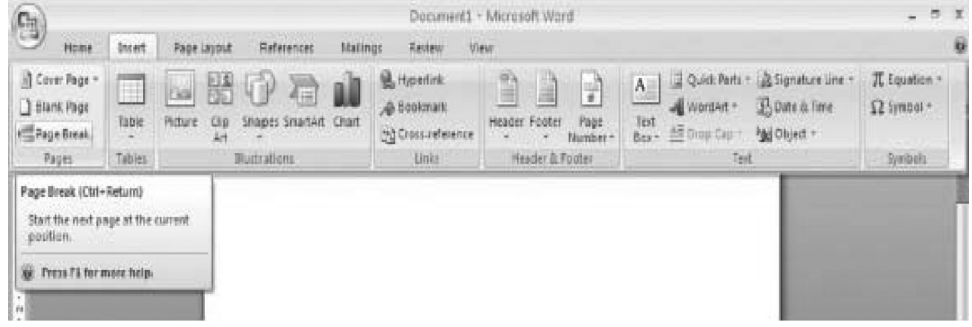 Document1 - Microsoft Word
Home Insert Page Layout References Mailings Review View
Cover Page
Blank Page
Page Break
Pages
Table
Tables
Picture Clip Art Shapes SmartArt Chart
Illustrations
Hyperlink
Bookmark
Cross-reference
Links
Header Footer Page Number
Header & Footer
Text Box
Quick Parts
WordArt
Drop Cap
Signature Line
Date & Time
Object
Text
Equation
Symbol
Symbols
Page Break (Ctrl+Return)
Start the next page at the current
position.
Press F1 for more help.